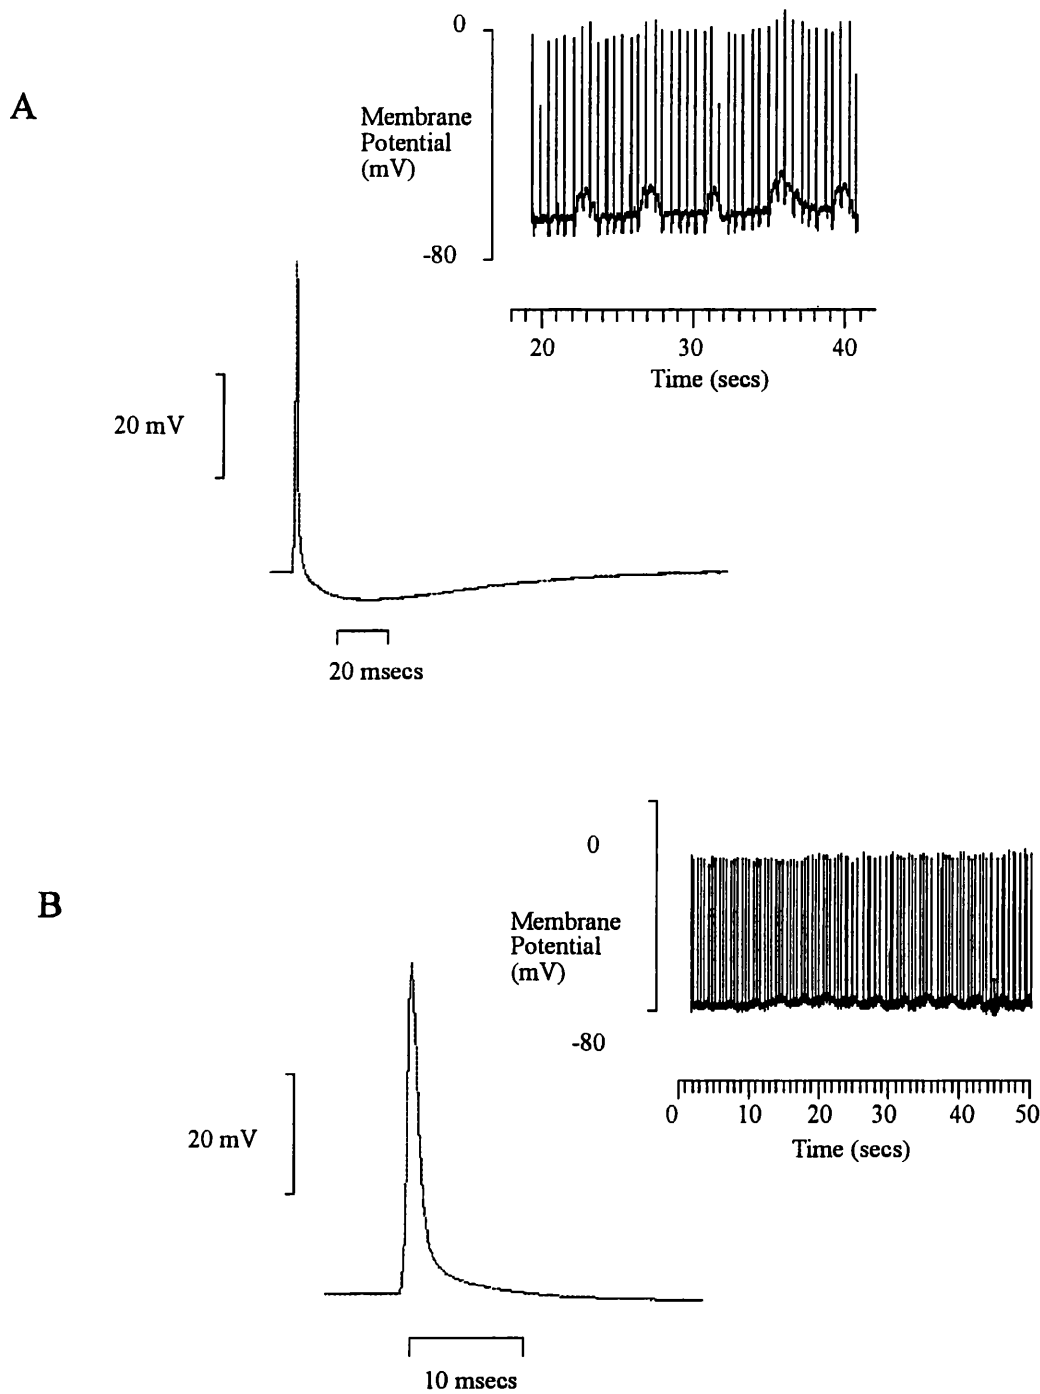 A
0
Membrane
Potential
(mV)
-80
20 30 40
Time (secs)
20 mV
20 msecs
B
0
Membrane
Potential
(mV)
-80
0 10 20 30 40 50
Time (secs)
20 mV
10 msecs